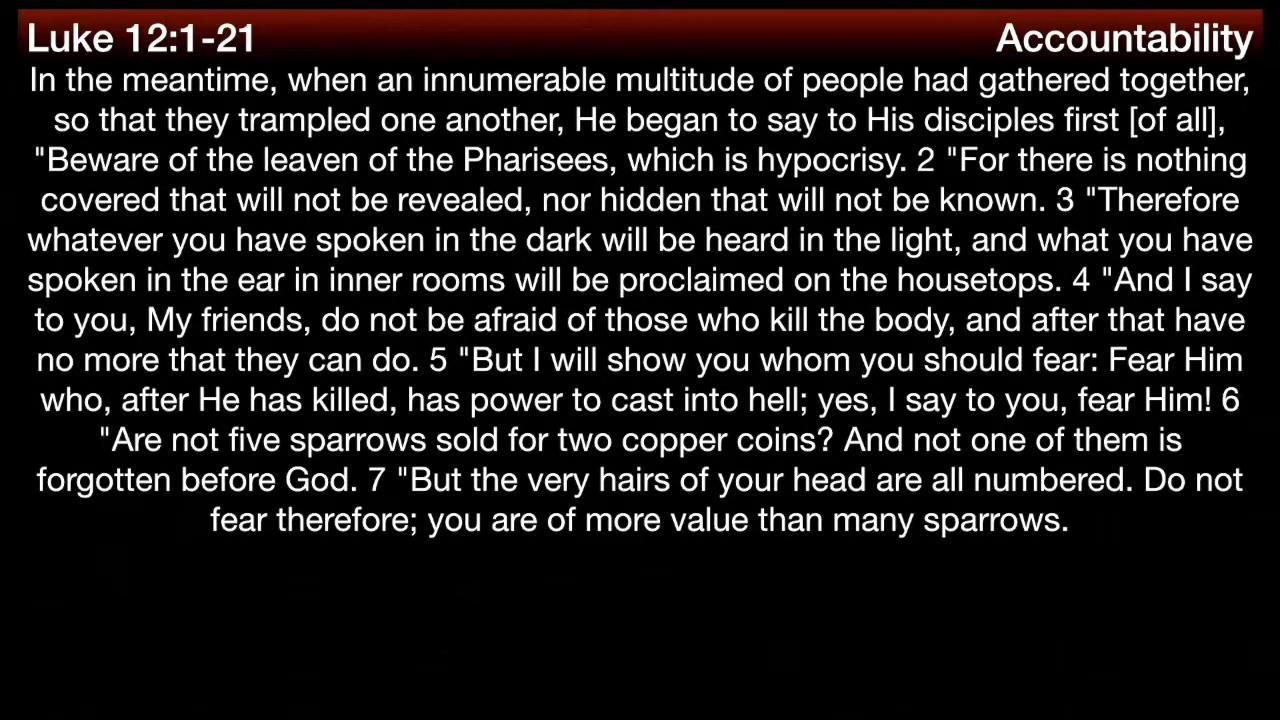 Luke 12:1-21 Accountability
In the meantime, when an innumerable multitude of people had gathered together,
so that they trampled one another, He began to say to His disciples first [of all],
"Beware of the leaven of the Pharisees, which is hypocrisy. 2 "For there is nothing
covered that will not be revealed, nor hidden that will not be known. 3 "Therefore
whatever you have spoken in the dark will be heard in the light, and what you have
spoken in the ear in inner rooms will be proclaimed on the housetops. 4 "And I say
to you, My friends, do not be afraid of those who kill the body, and after that have
no more that they can do. 5 "But I will show you whom you should fear: Fear Him
who, after He has killed, has power to cast into hell; yes, I say to you, fear Him! 6
"Are not five sparrows sold for two copper coins? And not one of them is
forgotten before God. 7 "But the very hairs of your head are all numbered. Do not
fear therefore; you are of more value than many sparrows.